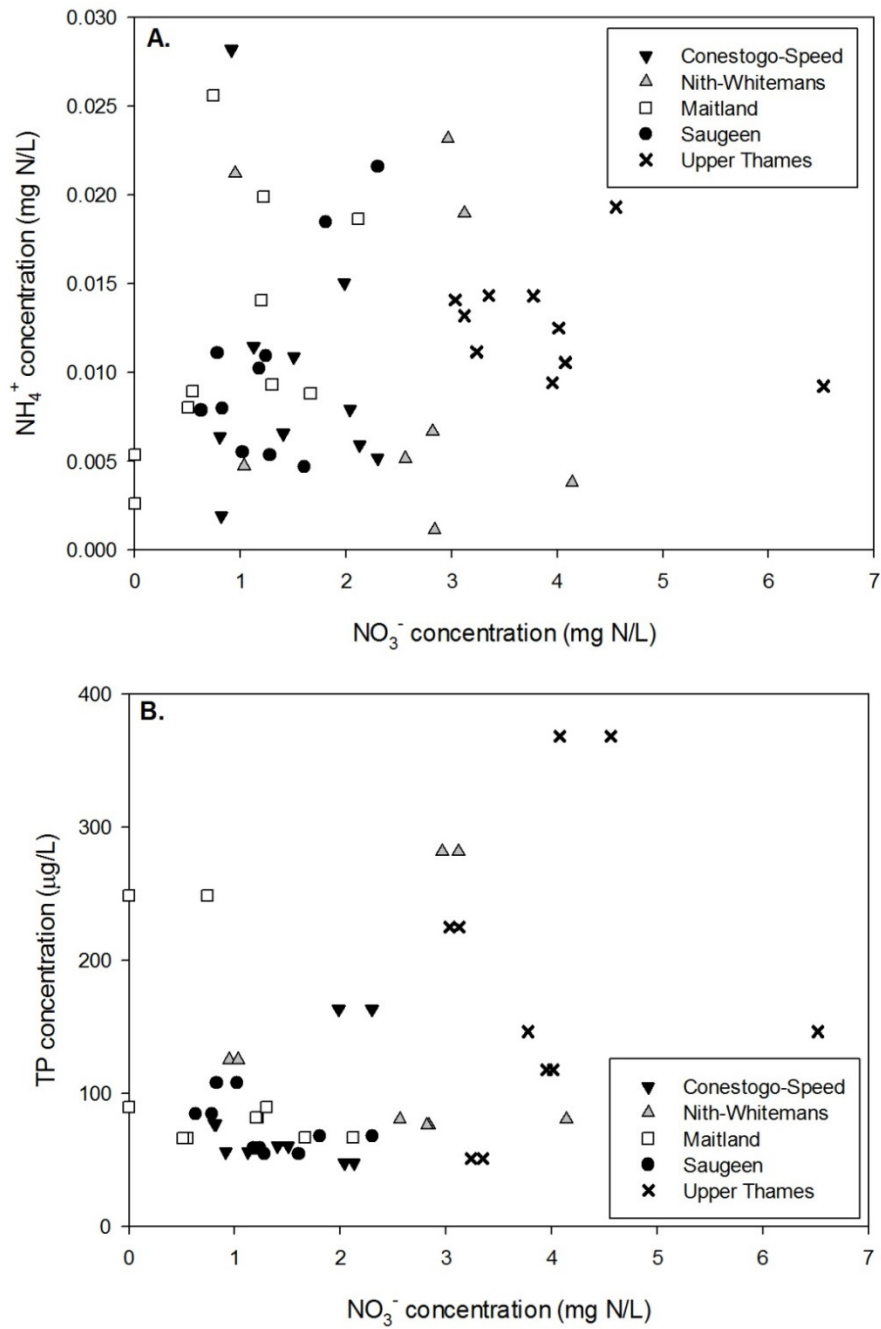 A.
Conestogo-Speed
Nith-Whitemans
Maitland
Saugeen
Upper Thames
0.030
0.025
0.020
0.015
0.010
0.005
0.000
NH₄⁺ concentration (mg N/L)
0 1 2 3 4 5 6 7
NO₃⁻ concentration (mg N/L)
B.
400
300
200
100
0
TP concentration (µg/L)
Conestogo-Speed
Nith-Whitemans
Maitland
Saugeen
Upper Thames
0 1 2 3 4 5 6 7
NO₃⁻ concentration (mg N/L)